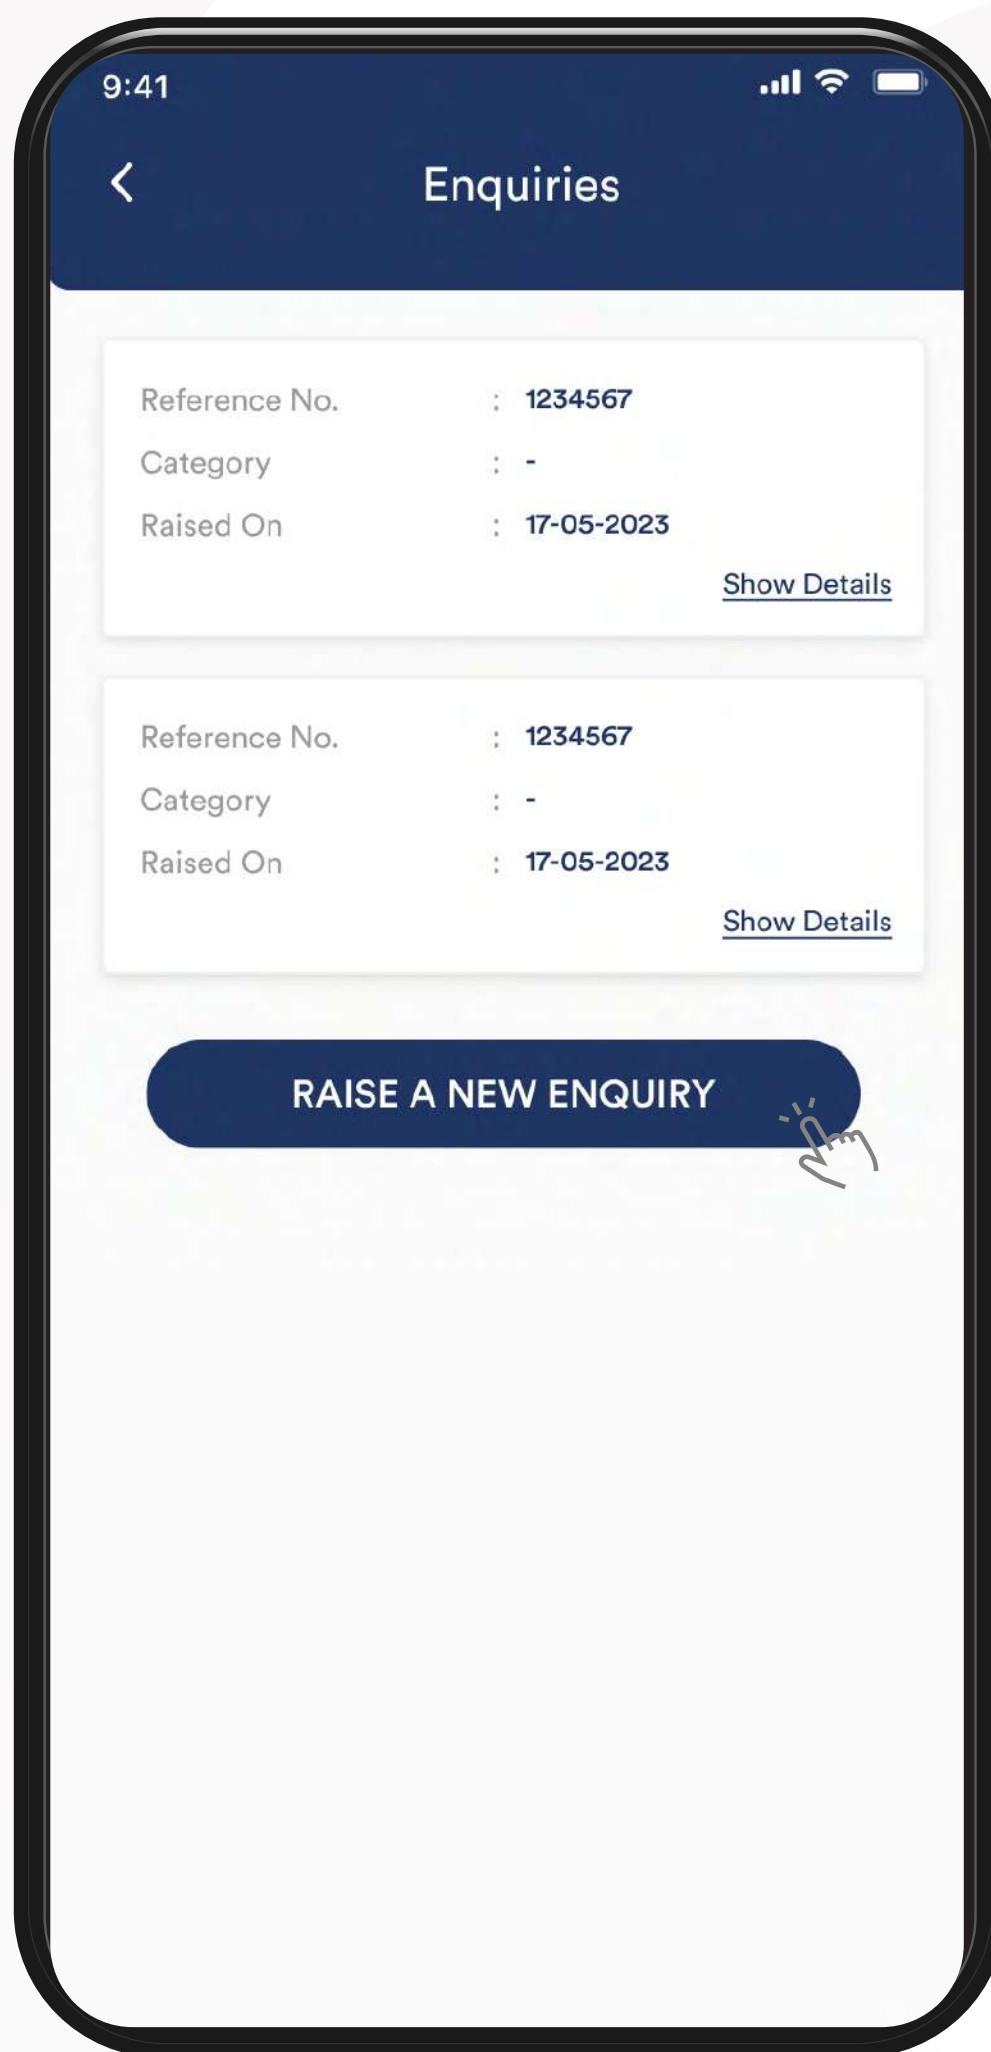 9:41
Enquiries
Reference No. : 1234567
Category : -
Raised On : 17-05-2023
Show Details
Reference No. : 1234567
Category : -
Raised On : 17-05-2023
Show Details
RAISE A NEW ENQUIRY